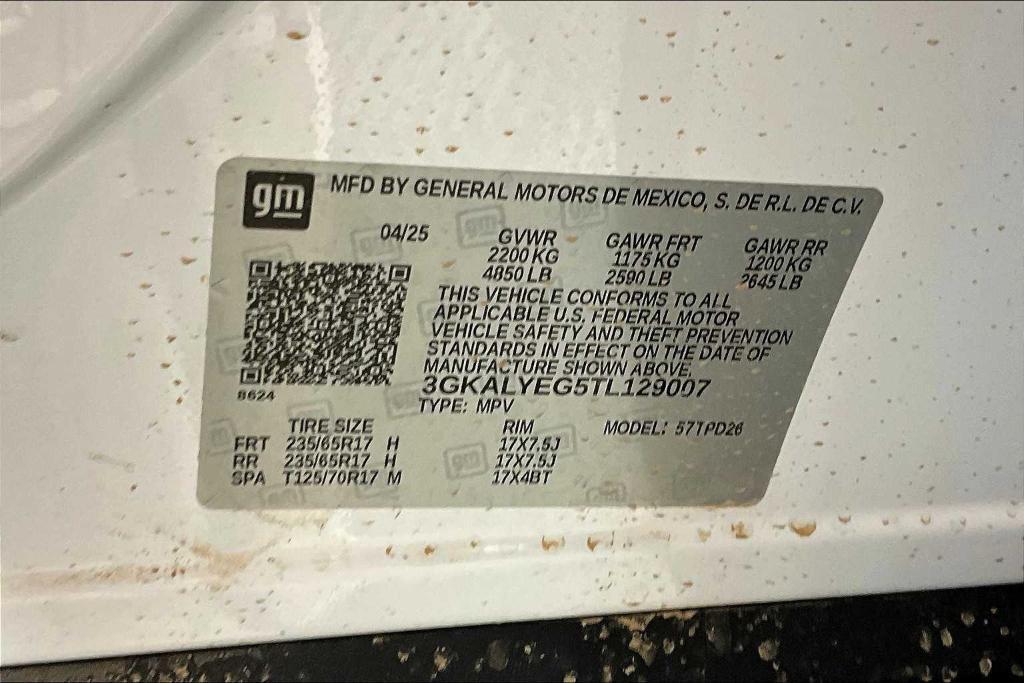 gm MFD BY GENERAL MOTORS DE MEXICO, S. DE R.L. DE C.V.
04/25 GVWR GAWR FRT GAWR RR
2200 KG 1175 KG 1200 KG
4850 LB 2590 LB 2645 LB
THIS VEHICLE CONFORMS TO ALL
APPLICABLE U.S. FEDERAL MOTOR
VEHICLE SAFETY AND THEFT PREVENTION
STANDARDS IN EFFECT ON THE DATE OF
MANUFACTURE SHOWN ABOVE.
3GKALYEG5TL129007
8624
TYPE: MPV
TIRE SIZE RIM MODEL: 57TPD26
FRT 235/65R17 H 17X7.5J
RR 235/65R17 H 17X7.5J
SPA T125/70R17 M 17X4BT